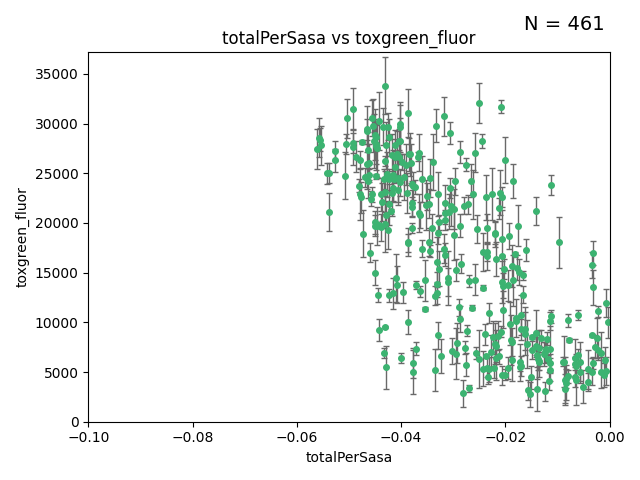 N = 461
totalPerSasa vs toxgreen_fluor
35000
30000
25000
20000
15000
10000
5000
0
toxgreen_fluor
−0.10 −0.08 −0.06 −0.04 −0.02 0.00
totalPerSasa